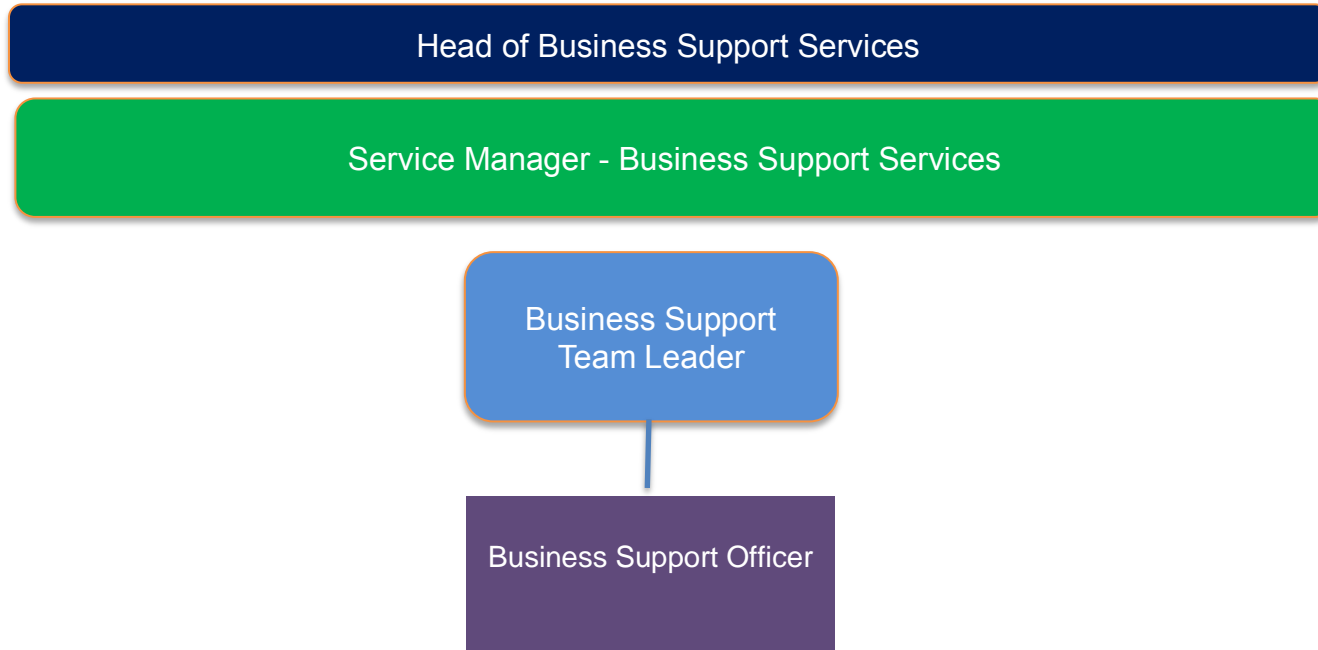 Head of Business Support Services
Service Manager - Business Support Services
Business Support
Team Leader
Business Support Officer